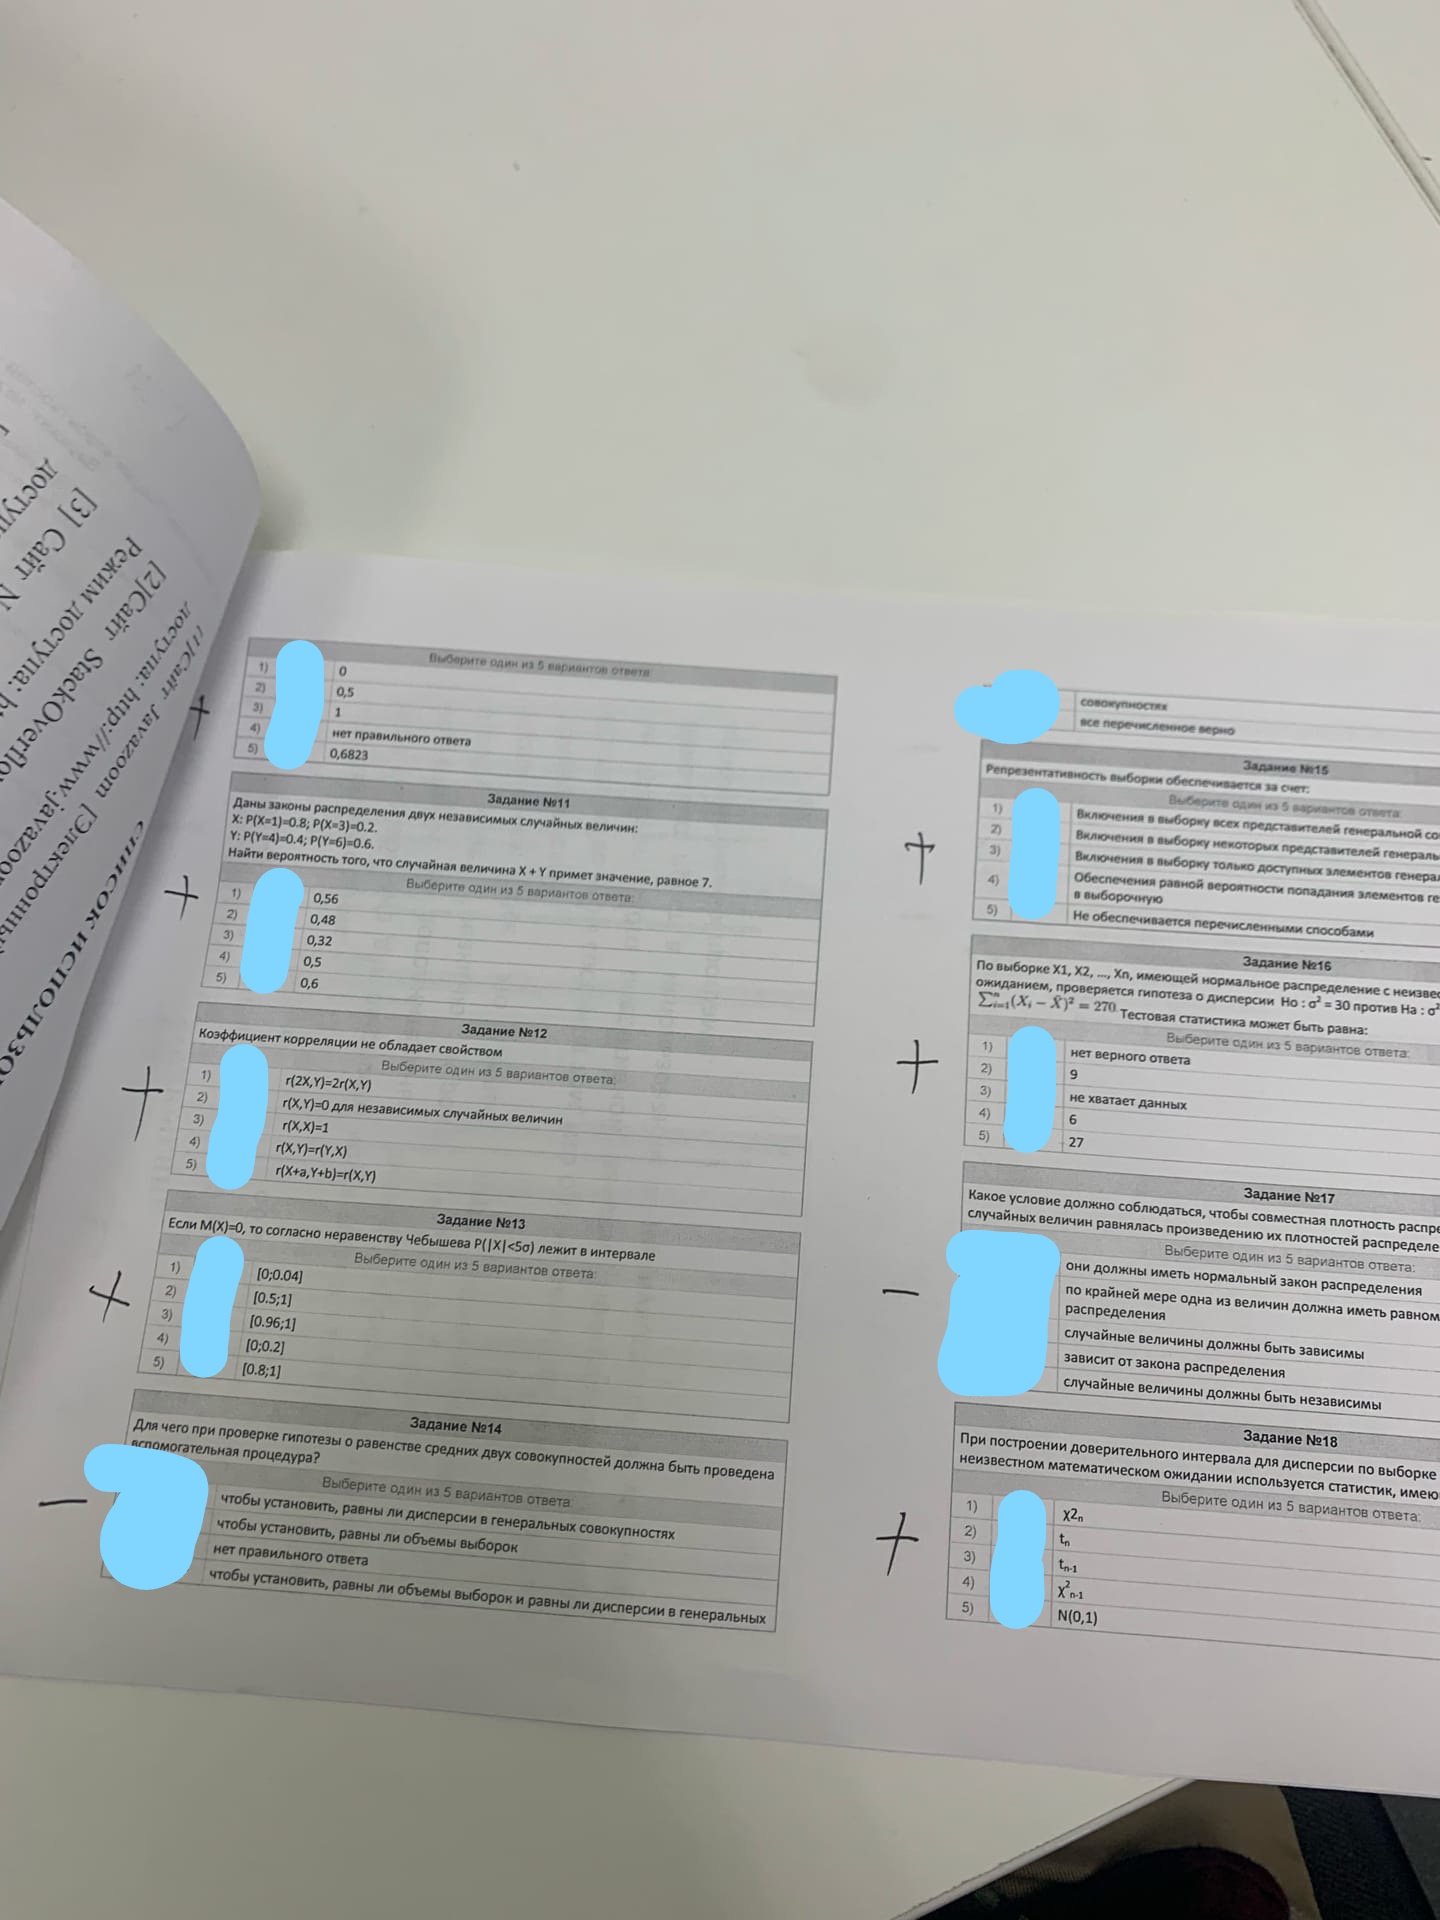 [3] Сайт
Режим доступа:
[2]Сайт StackOverflo
доступа: http://www.javazoo
[1]Сайт Javazoom [Электронный
список использо
Выберите один из 5 вариантов ответа:
1) 0
2) 0,5
3) 1
4) нет правильного ответа
5) 0,6823
+
Задание №11
Даны законы распределения двух независимых случайных величин:
X: P(X=1)=0.8; P(X=3)=0.2.
Y: P(Y=4)=0.4; P(Y=6)=0.6.
Найти вероятность того, что случайная величина X + Y примет значение, равное 7.
Выберите один из 5 вариантов ответа:
+
1) 0,56
2) 0,48
3) 0,32
4) 0,5
5) 0,6
Задание №12
Коэффициент корреляции не обладает свойством
Выберите один из 5 вариантов ответа:
+
1) r(2X,Y)=2r(X,Y)
2) r(X,Y)=0 для независимых случайных величин
3) r(X,X)=1
4) r(X,Y)=r(Y,X)
5) r(X+a,Y+b)=r(X,Y)
Задание №13
Если M(X)=0, то согласно неравенству Чебышева P(|X|<5σ) лежит в интервале
Выберите один из 5 вариантов ответа:
+
1) [0;0.04]
2) [0.5;1]
3) [0.96;1]
4) [0;0.2]
5) [0.8;1]
Задание №14
Для чего при проверке гипотезы о равенстве средних двух совокупностей должна быть проведена
вспомогательная процедура?
Выберите один из 5 вариантов ответа:
−
чтобы установить, равны ли дисперсии в генеральных совокупностях
чтобы установить, равны ли объемы выборок
нет правильного ответа
чтобы установить, равны ли объемы выборок и равны ли дисперсии в генеральных
совокупностях
все перечисленное верно
Задание №15
Репрезентативность выборки обеспечивается за счет:
Выберите один из 5 вариантов ответа:
+
1) Включения в выборку всех представителей генеральной со
2) Включения в выборку некоторых представителей генераль
3) Включения в выборку только доступных элементов генера
4) Обеспечения равной вероятности попадания элементов ге
в выборочную
5) Не обеспечивается перечисленными способами
Задание №16
По выборке X1, X2, ..., Xn, имеющей нормальное распределение с неизвес
ожиданием, проверяется гипотеза о дисперсии Ho : σ² = 30 против Ha : σ²
∑ⁿᵢ₌₁(Xᵢ − X̄)² = 270. Тестовая статистика может быть равна:
Выберите один из 5 вариантов ответа:
+
1) нет верного ответа
2) 9
3) не хватает данных
4) 6
5) 27
Задание №17
Какое условие должно соблюдаться, чтобы совместная плотность распре
случайных величин равнялась произведению их плотностей распределе
Выберите один из 5 вариантов ответа:
−
они должны иметь нормальный закон распределения
по крайней мере одна из величин должна иметь равном
распределения
случайные величины должны быть зависимы
зависит от закона распределения
случайные величины должны быть независимы
Задание №18
При построении доверительного интервала для дисперсии по выборке
неизвестном математическом ожидании используется статистик, имею
Выберите один из 5 вариантов ответа:
+
1) χ2ₙ
2) tₙ
3) tₙ₋₁
4) χ²ₙ₋₁
5) N(0,1)